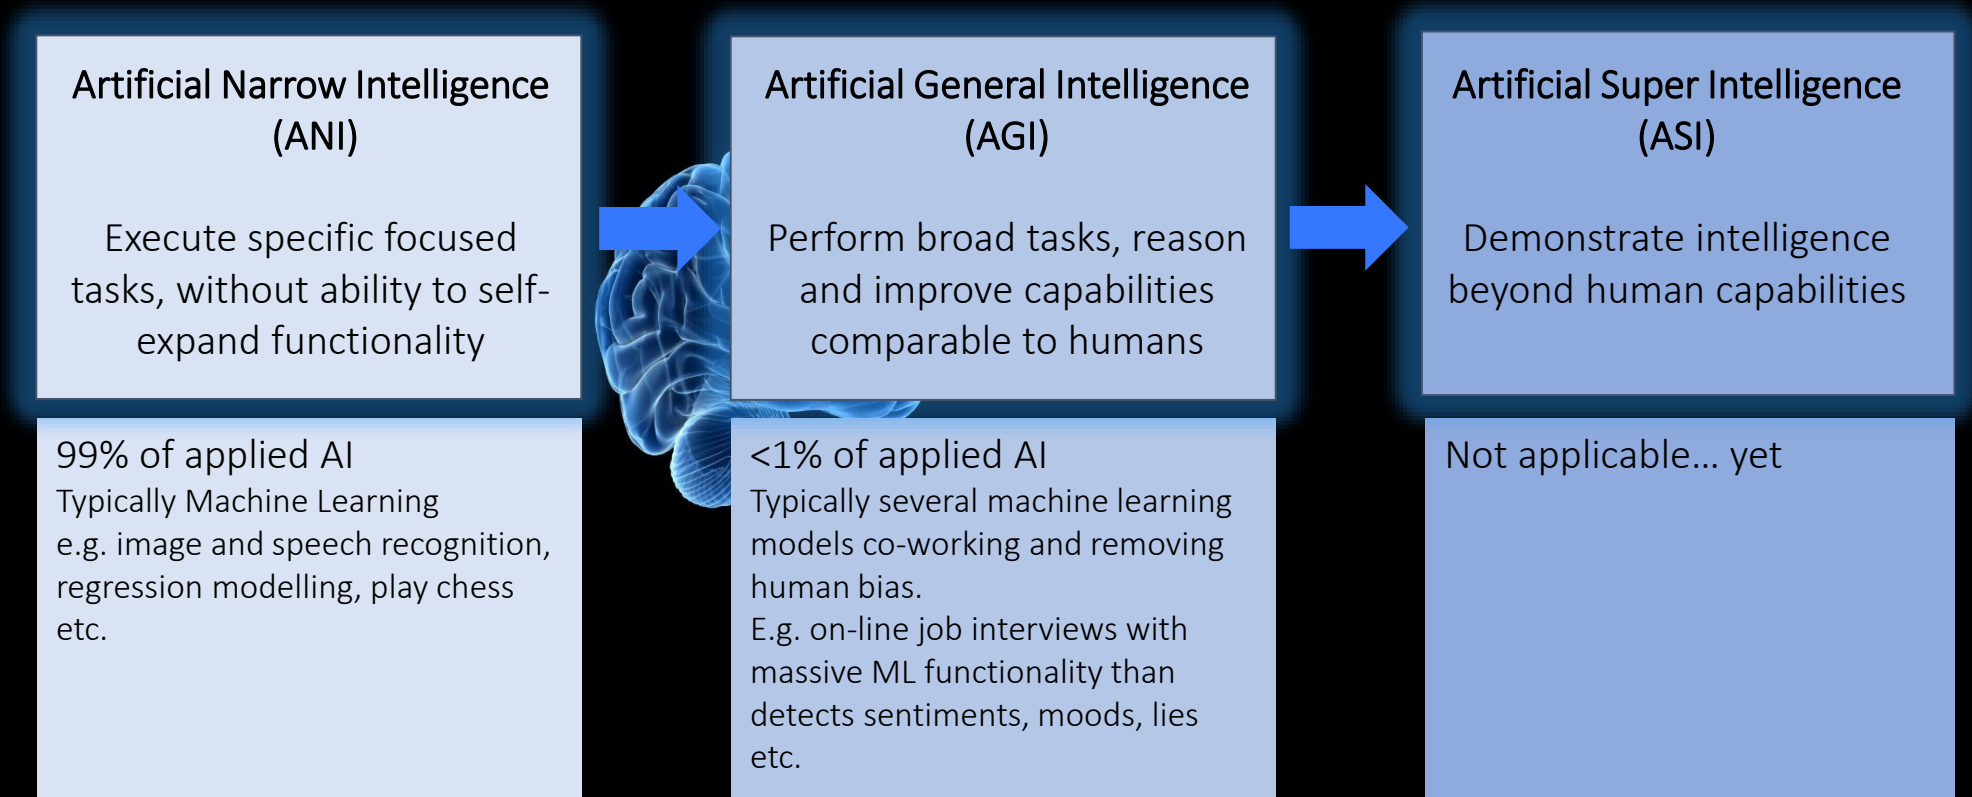 Artificial Narrow Intelligence
(ANI)
Execute specific focused
tasks, without ability to self-
expand functionality
99% of applied AI
Typically Machine Learning
e.g. image and speech recognition,
regression modelling, play chess
etc.
Artificial General Intelligence
(AGI)
Perform broad tasks, reason
and improve capabilities
comparable to humans
<1% of applied AI
Typically several machine learning
models co-working and removing
human bias.
E.g. on-line job interviews with
massive ML functionality than
detects sentiments, moods, lies
etc.
Artificial Super Intelligence
(ASI)
Demonstrate intelligence
beyond human capabilities
Not applicable... yet